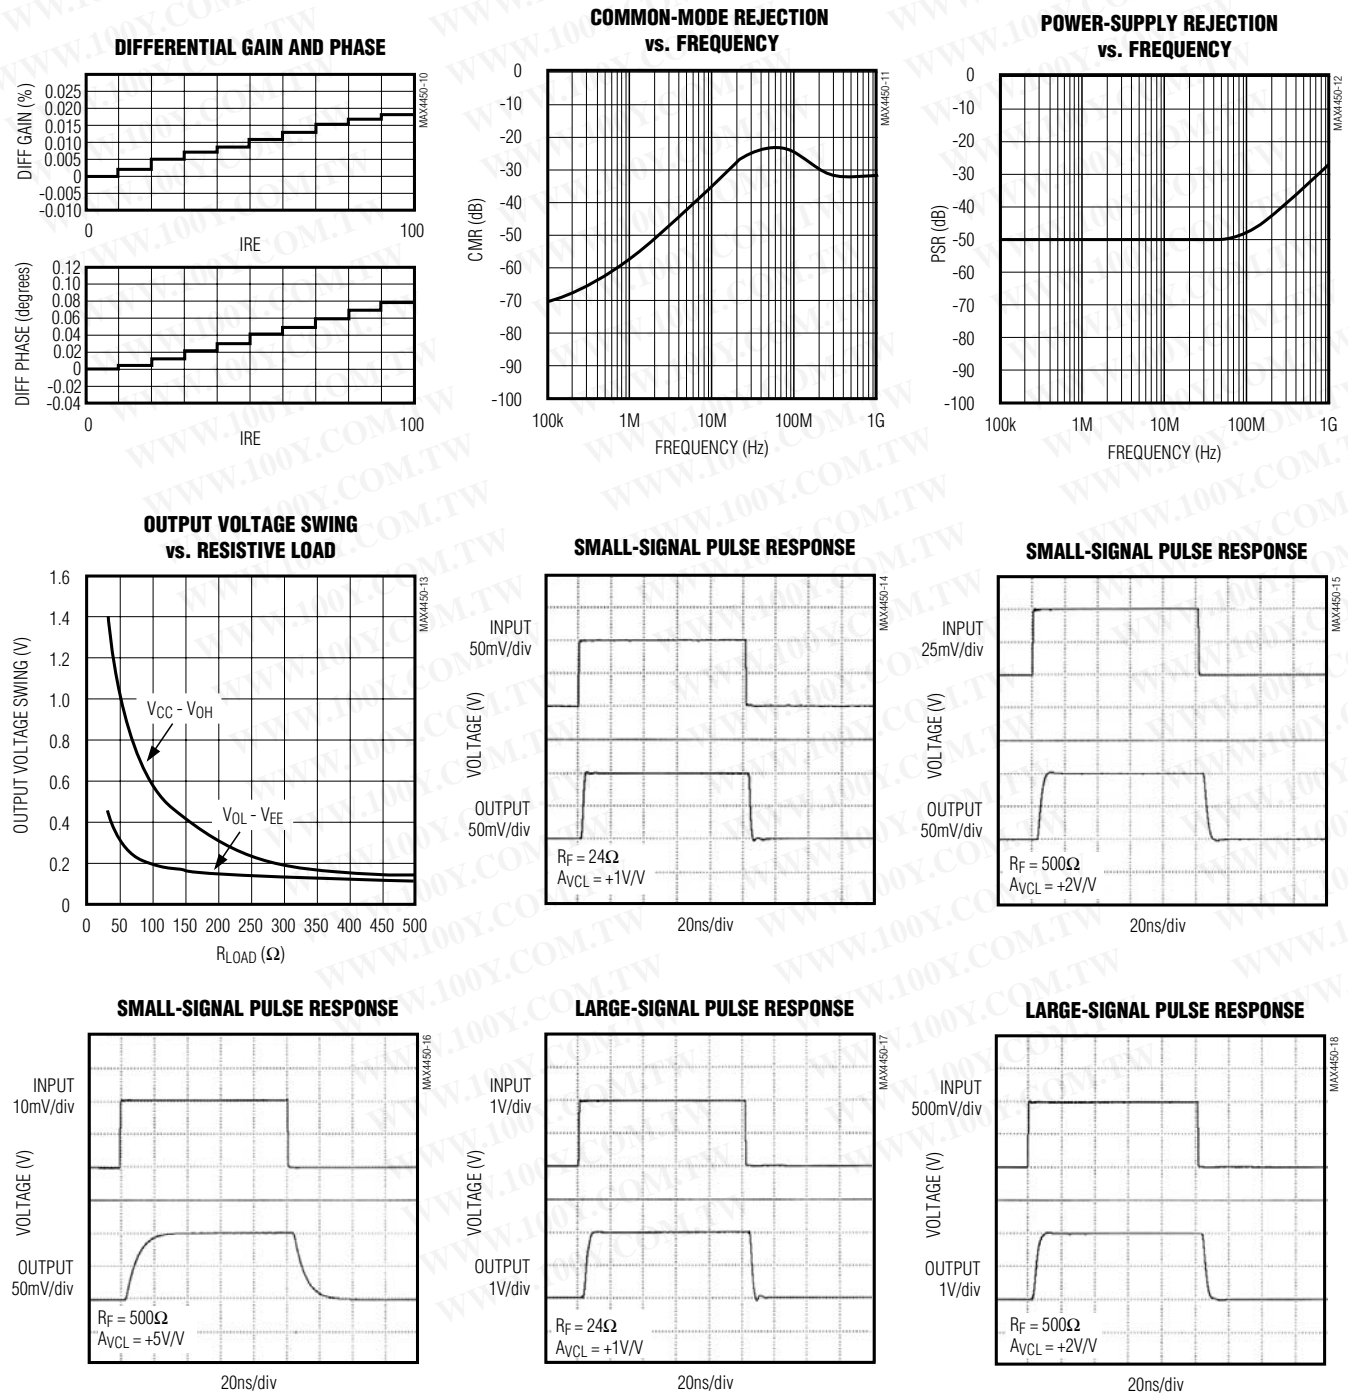 DIFFERENTIAL GAIN AND PHASE
DIFF GAIN (%)
0.025
0.020
0.015
0.010
0.005
0
-0.005
-0.010
0
100
IRE
MAX4450-10
DIFF PHASE (degrees)
0.12
0.10
0.08
0.06
0.04
0.02
0
-0.02
-0.04
0
100
IRE
COMMON-MODE REJECTION
vs. FREQUENCY
CMR (dB)
0
-10
-20
-30
-40
-50
-60
-70
-80
-90
-100
100k 1M 10M 100M 1G
FREQUENCY (Hz)
MAX4450-11
POWER-SUPPLY REJECTION
vs. FREQUENCY
PSR (dB)
0
-10
-20
-30
-40
-50
-60
-70
-80
-90
-100
100k 1M 10M 100M 1G
FREQUENCY (Hz)
MAX4450-12
OUTPUT VOLTAGE SWING
vs. RESISTIVE LOAD
OUTPUT VOLTAGE SWING (V)
1.6
1.4
1.2
1.0
0.8
0.6
0.4
0.2
0
VCC - VOH
VOL - VEE
0 50 100 150 200 250 300 350 400 450 500
RLOAD (Ω)
MAX4450-13
SMALL-SIGNAL PULSE RESPONSE
INPUT
50mV/div
VOLTAGE (V)
OUTPUT
50mV/div
RF = 24Ω
AVCL = +1V/V
20ns/div
MAX4450-14
SMALL-SIGNAL PULSE RESPONSE
INPUT
25mV/div
VOLTAGE (V)
OUTPUT
50mV/div
RF = 500Ω
AVCL = +2V/V
20ns/div
MAX4450-15
SMALL-SIGNAL PULSE RESPONSE
INPUT
10mV/div
VOLTAGE (V)
OUTPUT
50mV/div
RF = 500Ω
AVCL = +5V/V
20ns/div
MAX4450-16
LARGE-SIGNAL PULSE RESPONSE
INPUT
1V/div
VOLTAGE (V)
OUTPUT
1V/div
RF = 24Ω
AVCL = +1V/V
20ns/div
MAX4450-17
LARGE-SIGNAL PULSE RESPONSE
INPUT
500mV/div
VOLTAGE (V)
OUTPUT
1V/div
RF = 500Ω
AVCL = +2V/V
20ns/div
MAX4450-18
WWW.100Y.COM.TW